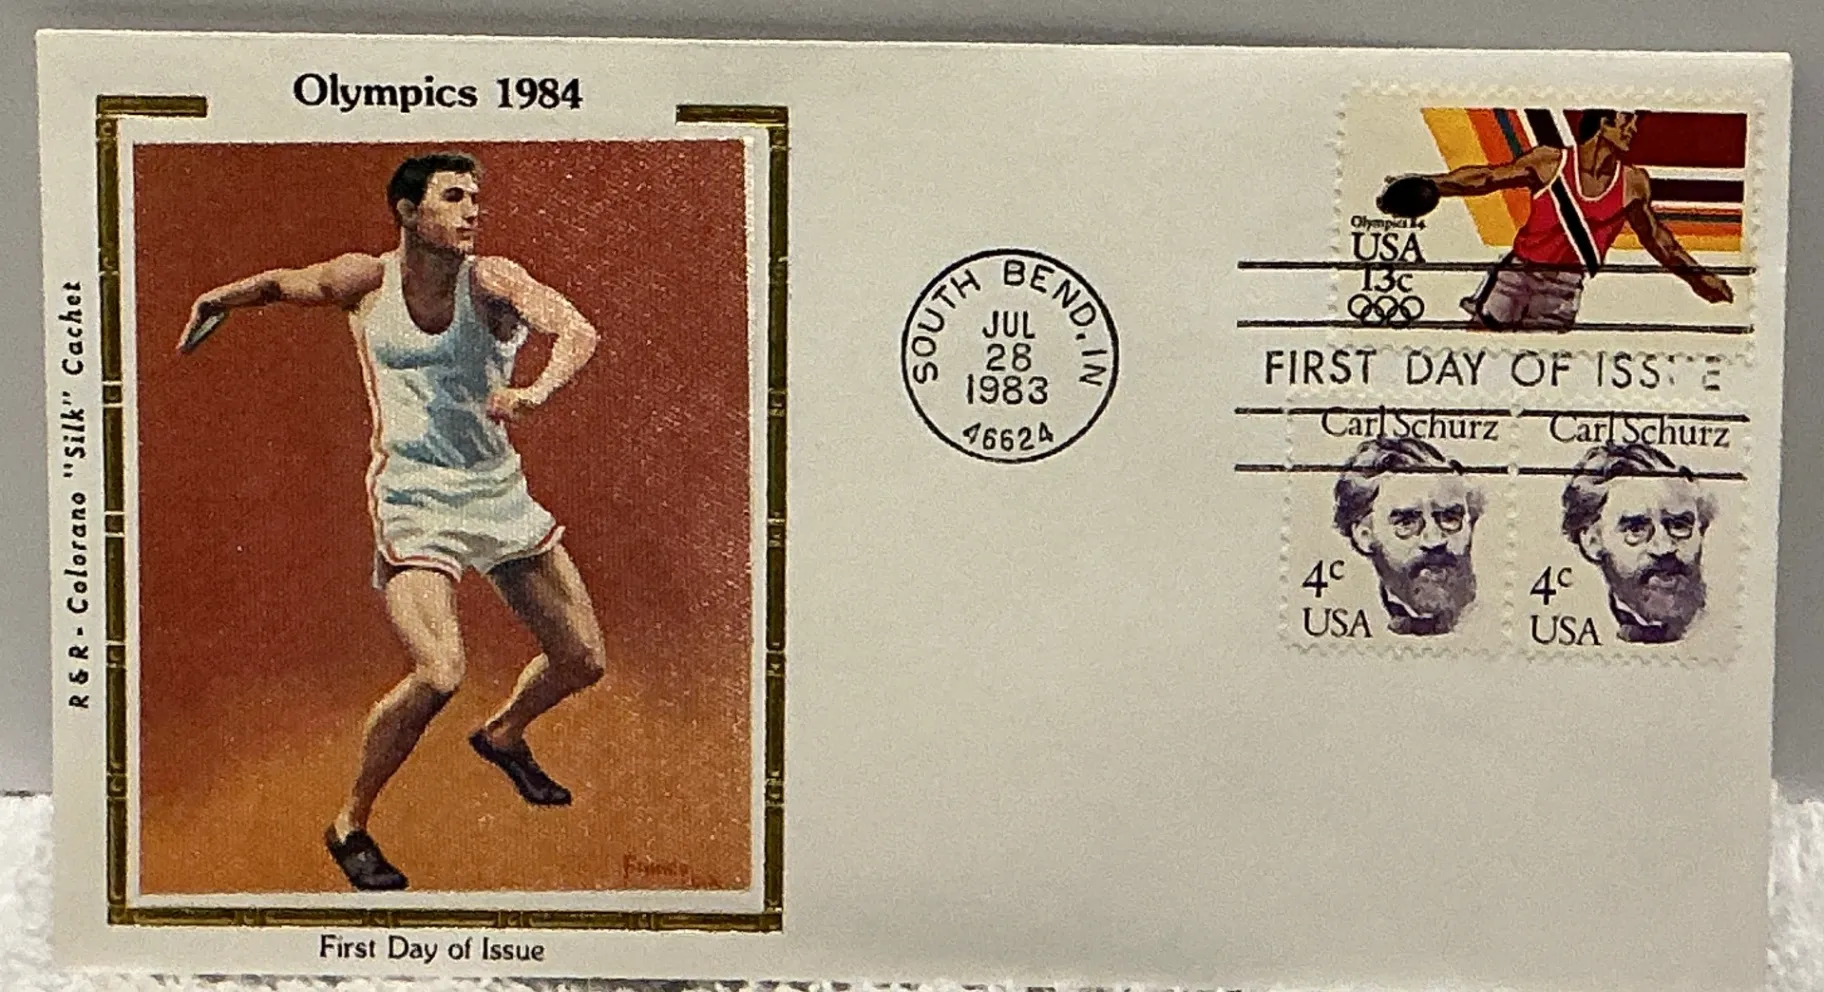 Olympics 1984
R & R - Colorano "Silk" Cachet
First Day of Issue
SOUTH BEND, IN
JUL
28
1983
46624
Olympics 84
USA
13c
FIRST DAY OF ISSUE
Carl Schurz
4c
USA
Carl Schurz
4c
USA